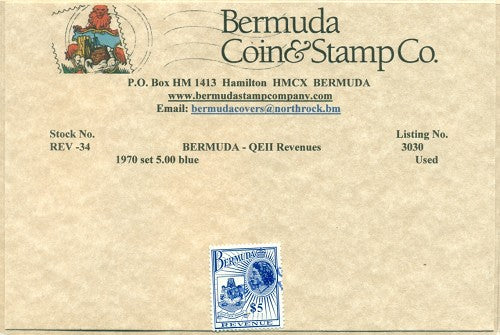 Bermuda
Coin&Stamp Co.
P.O. Box HM 1413 Hamilton HMCX BERMUDA
www.bermudastampcompany.com
Email: bermudacovers@northrock.bm
Stock No. Listing No.
REV -34 BERMUDA - QEII Revenues 3030
1970 set 5.00 blue Used
BERMUDA
$5
REVENUE